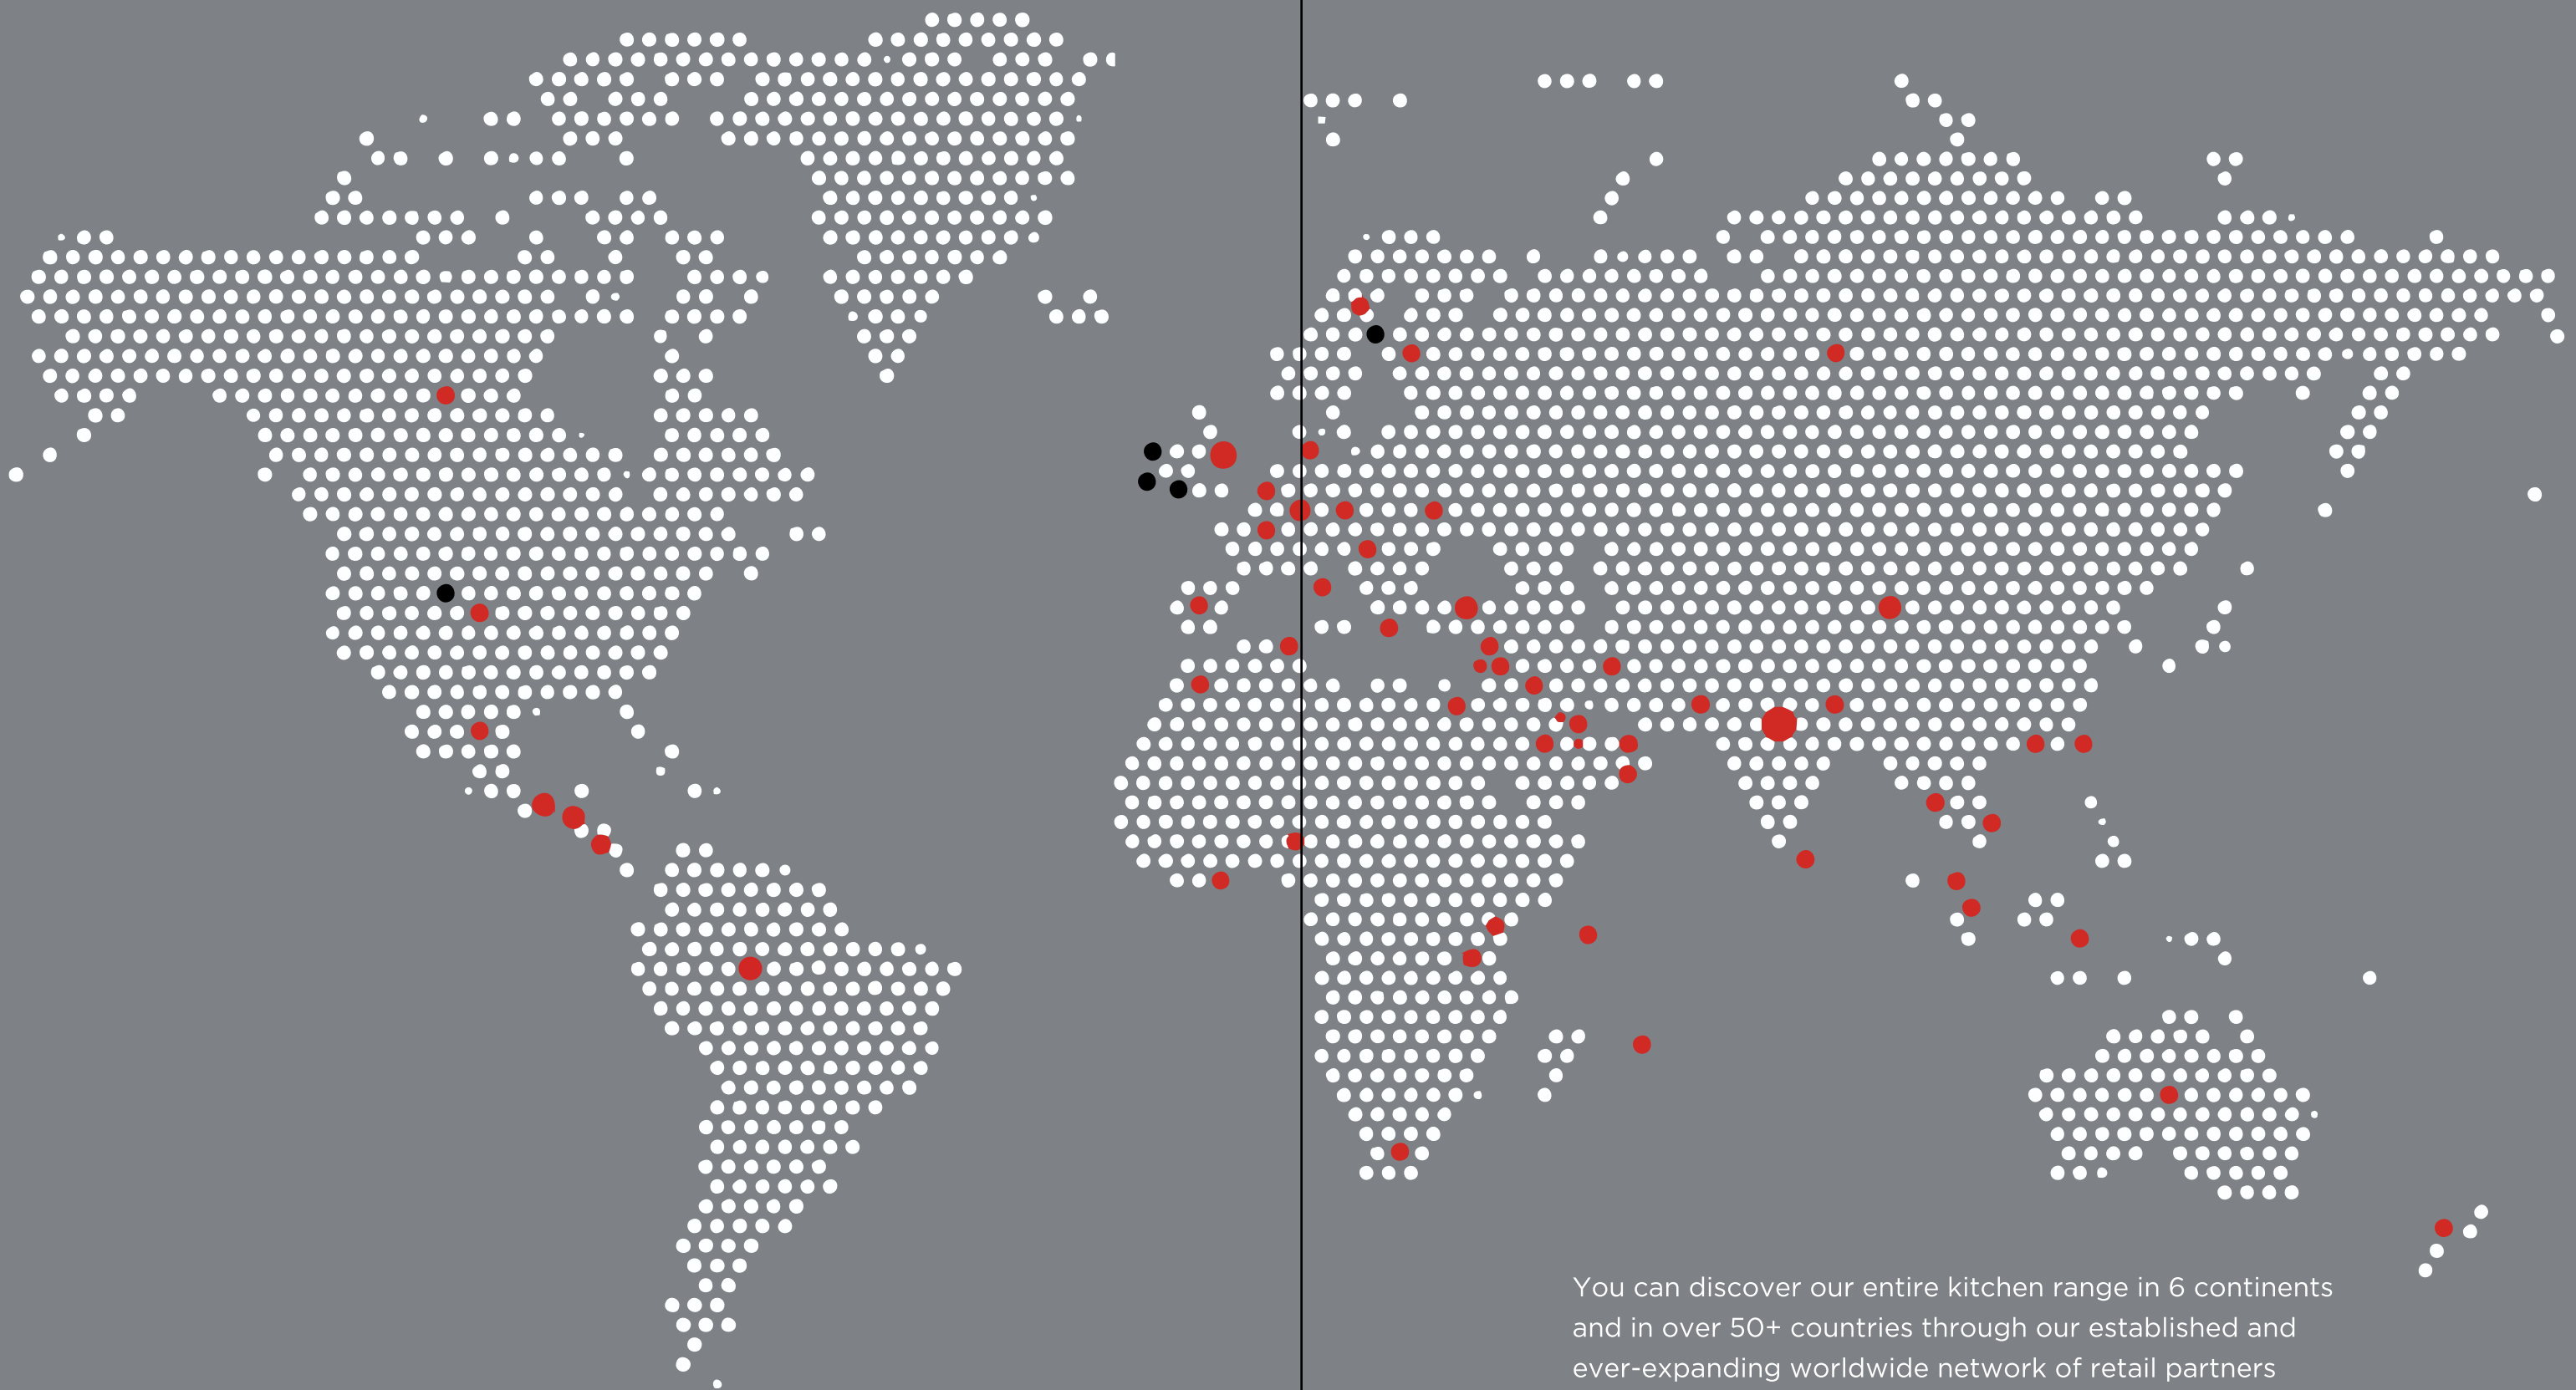 You can discover our entire kitchen range in 6 continents
and in over 50+ countries through our established and
ever-expanding worldwide network of retail partners